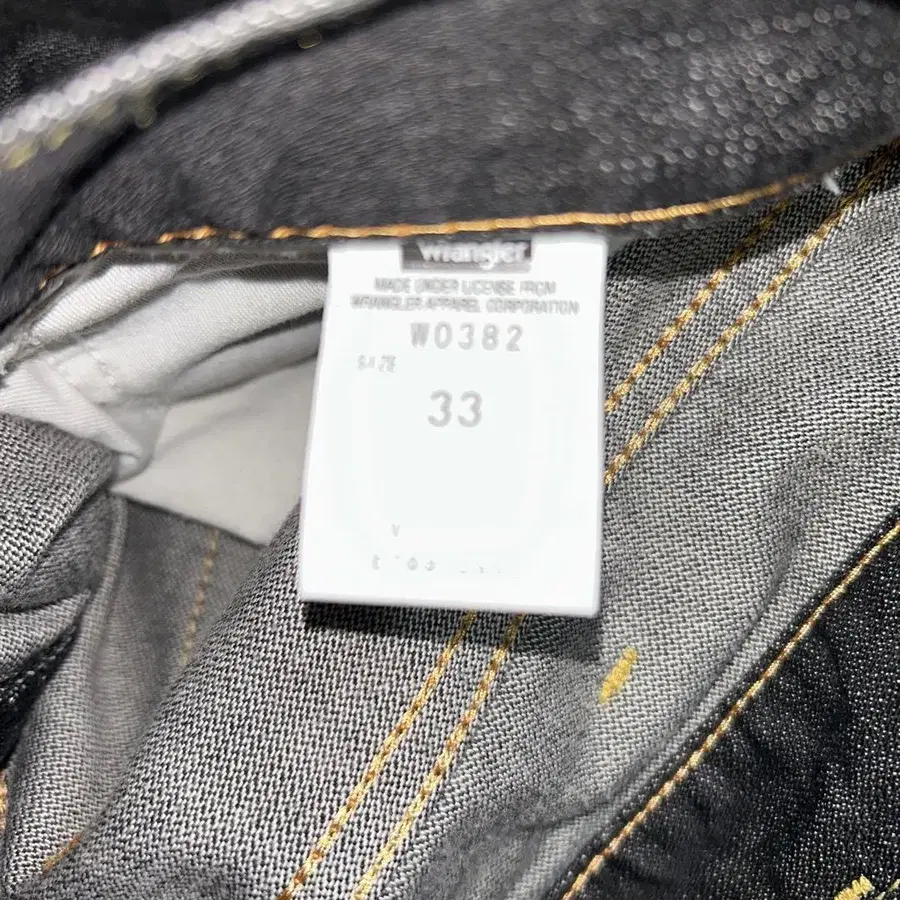 Wrangler
MADE UNDER LICENSE FROM
WRANGLER APPAREL CORPORATION
W0382
SIZE
33